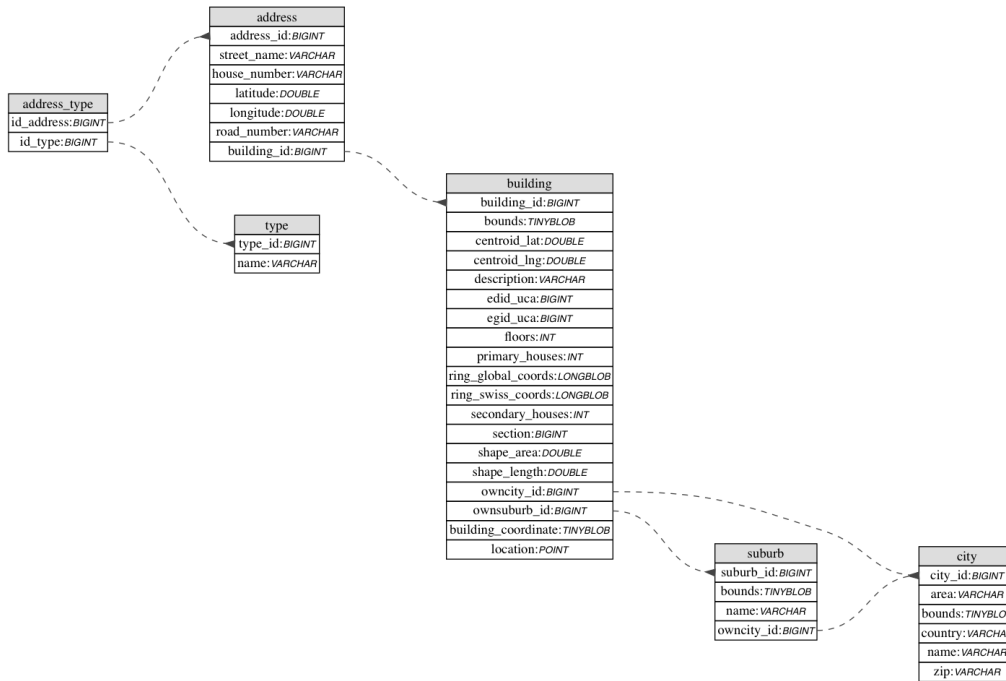 address
address_id:BIGINT
street_name:VARCHAR
house_number:VARCHAR
latitude:DOUBLE
longitude:DOUBLE
road_number:VARCHAR
building_id:BIGINT
address_type
id_address:BIGINT
id_type:BIGINT
type
type_id:BIGINT
name:VARCHAR
building
building_id:BIGINT
bounds:TINYBLOB
centroid_lat:DOUBLE
centroid_lng:DOUBLE
description:VARCHAR
edid_uca:BIGINT
egid_uca:BIGINT
floors:INT
primary_houses:INT
ring_global_coords:LONGBLOB
ring_swiss_coords:LONGBLOB
secondary_houses:INT
section:BIGINT
shape_area:DOUBLE
shape_length:DOUBLE
owncity_id:BIGINT
ownsuburb_id:BIGINT
building_coordinate:TINYBLOB
location:POINT
suburb
suburb_id:BIGINT
bounds:TINYBLOB
name:VARCHAR
owncity_id:BIGINT
city
city_id:BIGINT
area:VARCHAR
bounds:TINYBLO
country:VARCHA
name:VARCHAR
zip:VARCHAR